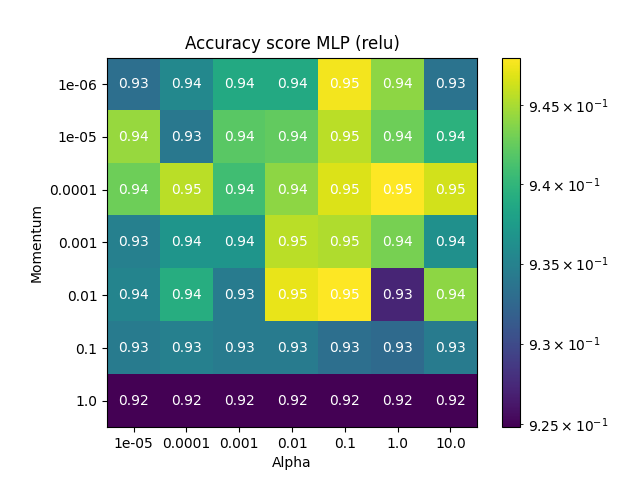 Accuracy score MLP (relu)
Momentum
1e-06 0.93 0.94 0.94 0.94 0.95 0.94 0.93
1e-05 0.94 0.93 0.94 0.94 0.95 0.94 0.94
0.0001 0.94 0.95 0.94 0.94 0.95 0.95 0.95
0.001 0.93 0.94 0.94 0.95 0.95 0.94 0.94
0.01 0.94 0.94 0.93 0.95 0.95 0.93 0.94
0.1 0.93 0.93 0.93 0.93 0.93 0.93 0.93
1.0 0.92 0.92 0.92 0.92 0.92 0.92 0.92
1e-05 0.0001 0.001 0.01 0.1 1.0 10.0
Alpha
9.45 × 10⁻¹
9.4 × 10⁻¹
9.35 × 10⁻¹
9.3 × 10⁻¹
9.25 × 10⁻¹